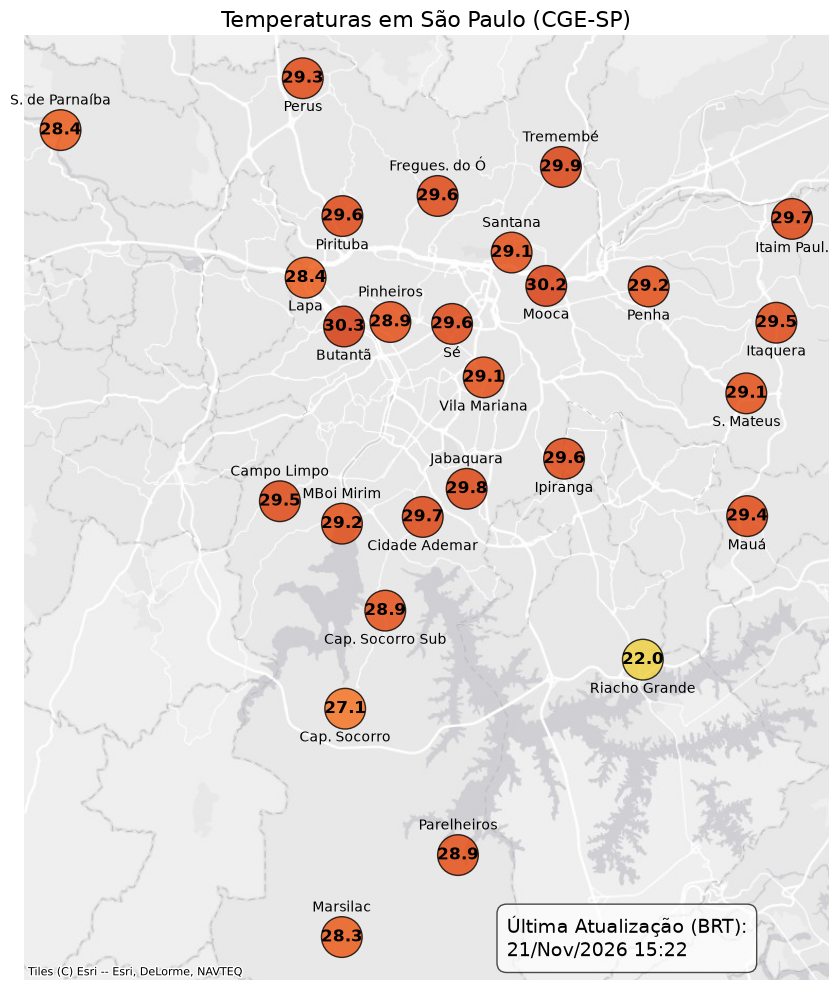 Temperaturas em São Paulo (CGE-SP)
29.3
Perus
S. de Parnaíba
28.4
Tremembé
29.9
Fregues. do Ó
29.6
29.6
Pirituba
29.7
Itaim Paul.
Santana
29.1
28.4
Lapa
30.2
Mooca
29.2
Penha
Pinheiros
28.9
30.3
Butantã
29.6
Sé
29.5
Itaquera
29.1
Vila Mariana
29.1
S. Mateus
29.6
Ipiranga
Jabaquara
29.8
Campo Limpo
29.5
MBoi Mirim
29.2
29.7
Cidade Ademar
29.4
Mauá
28.9
Cap. Socorro Sub
22.0
Riacho Grande
27.1
Cap. Socorro
Parelheiros
28.9
Marsilac
28.3
Última Atualização (BRT):
21/Nov/2026 15:22
Tiles (C) Esri -- Esri, DeLorme, NAVTEQ